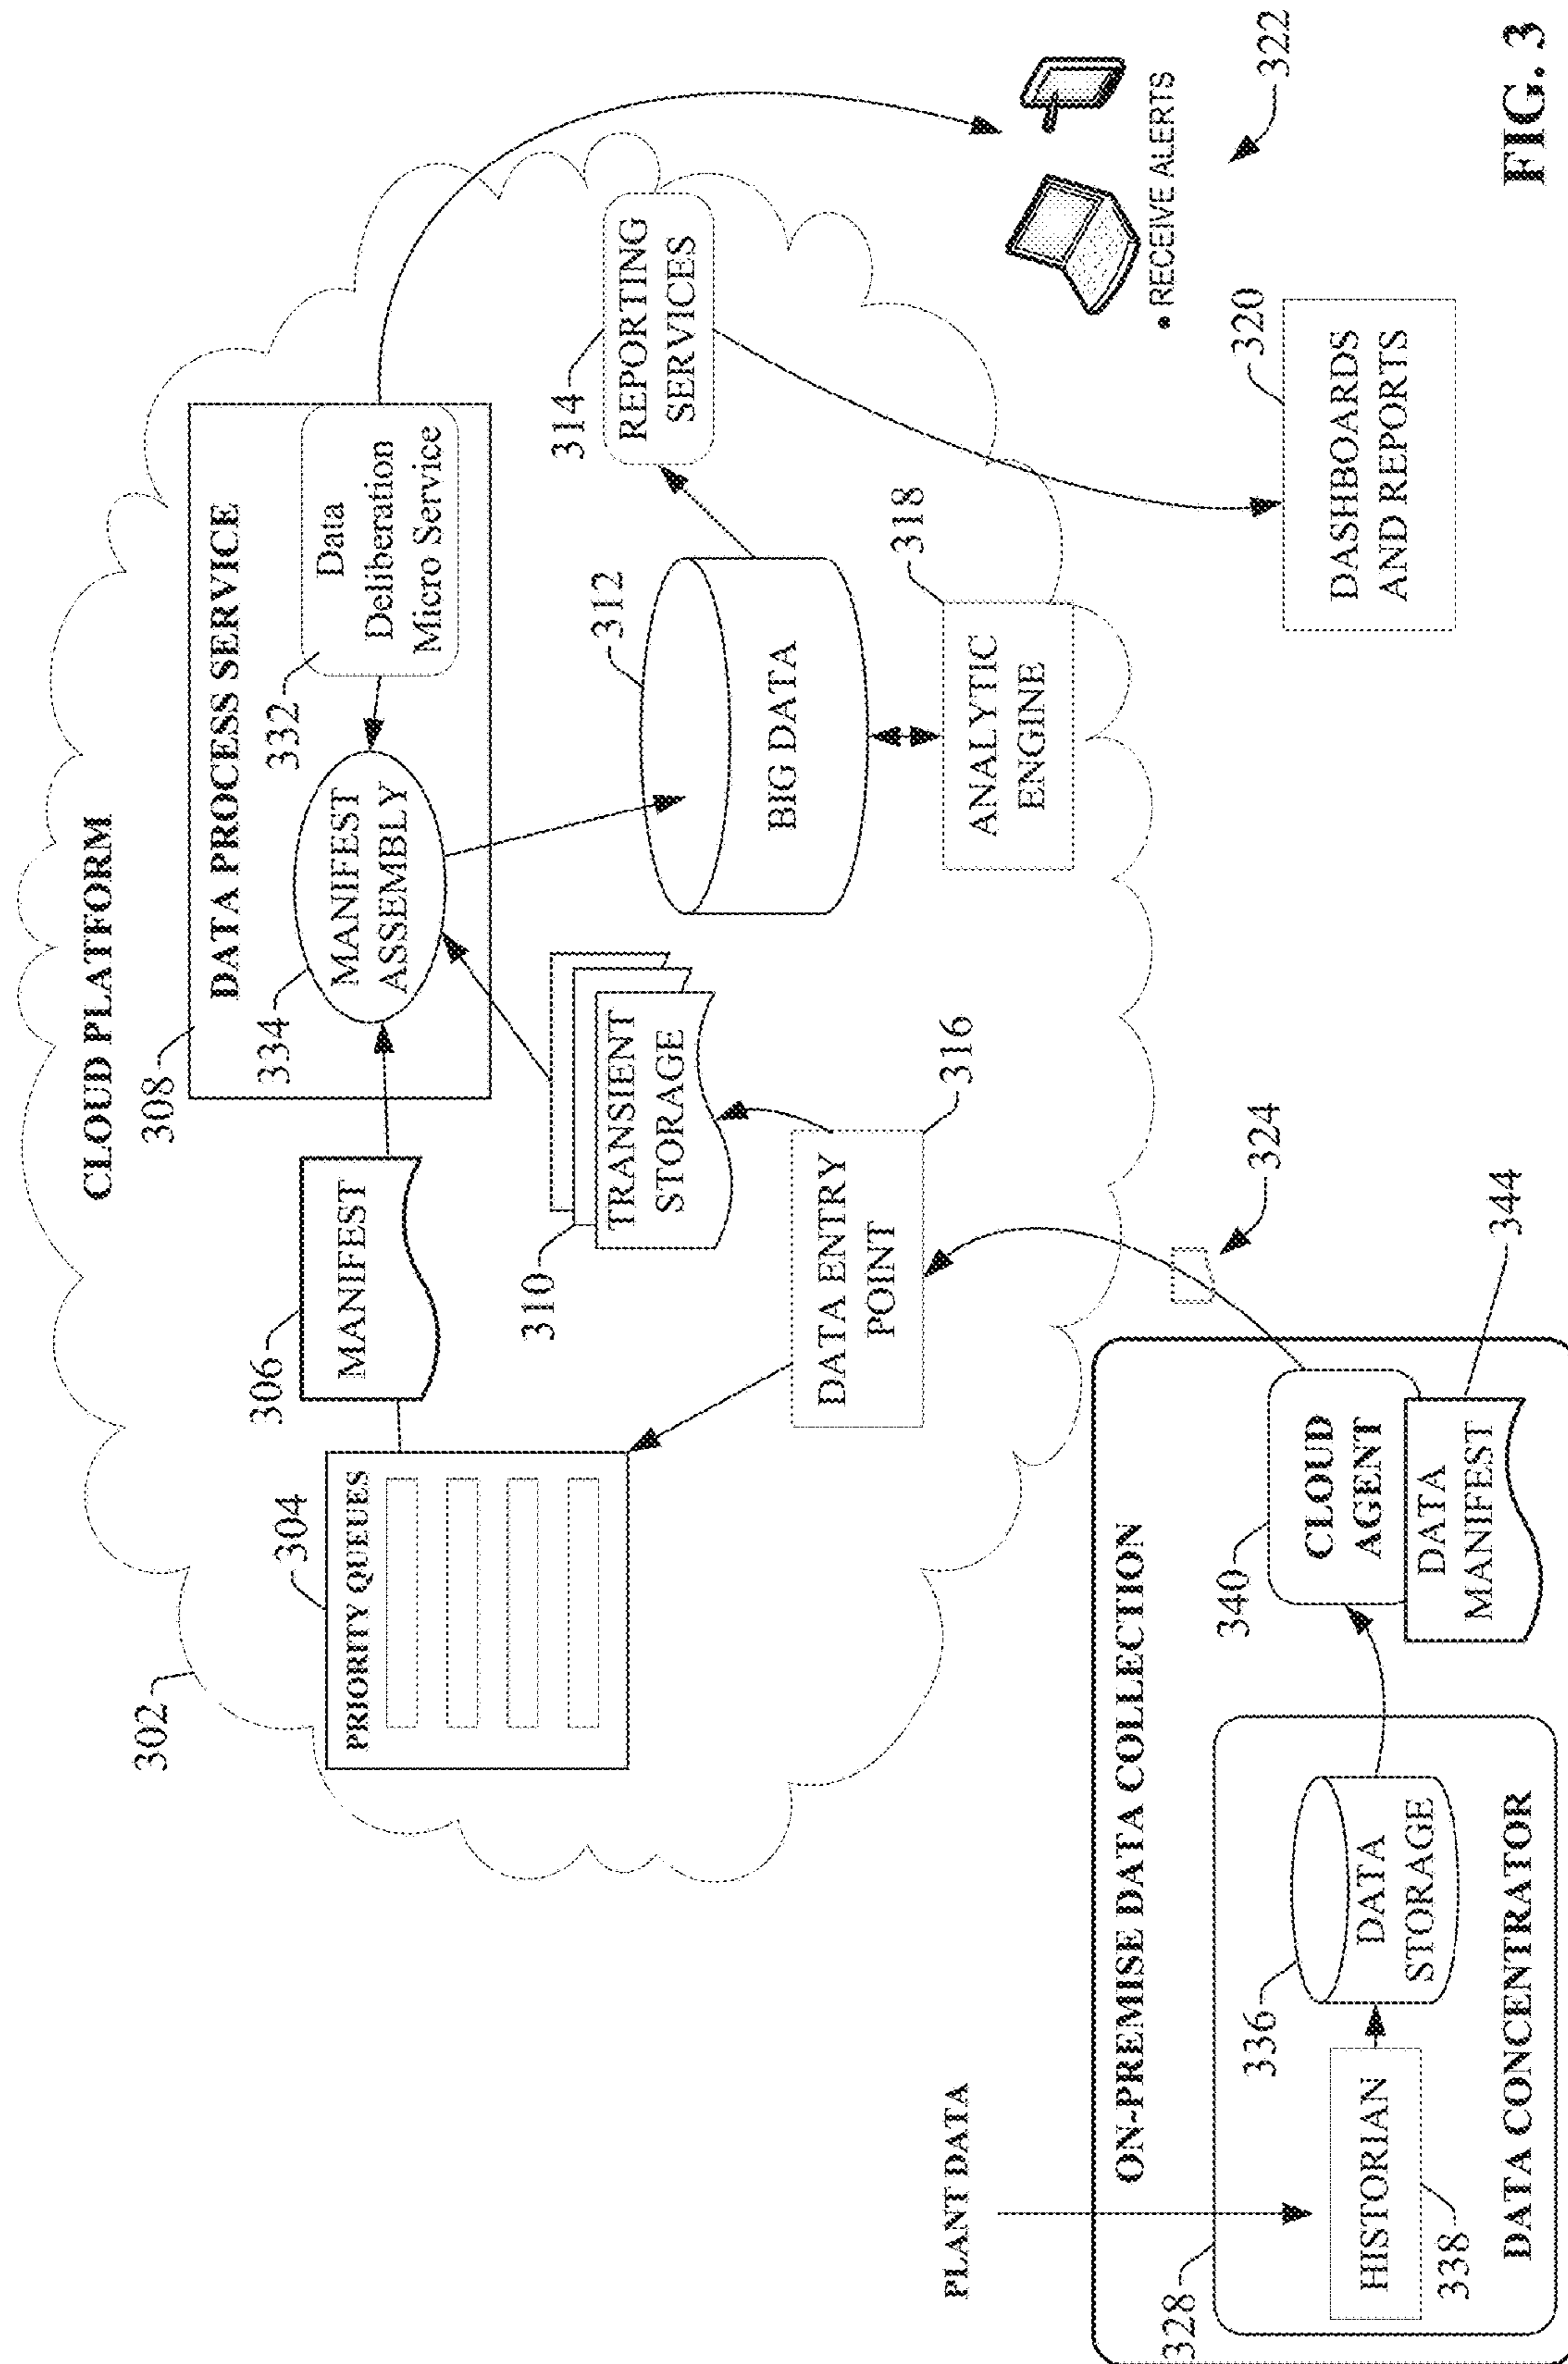 CLOUD PLATFORM
302
304
PRIORITY QUEUES
306
MANIFEST
308
DATA PROCESS SERVICE
334
MANIFEST
ASSEMBLY
332
Data
Deliberation
Micro Service
310
TRANSIENT
STORAGE
312
BIG DATA
314
REPORTING
SERVICES
DATA ENTRY
POINT
316
318
ANALYTIC
ENGINE
• RECEIVE ALERTS
322
320
DASHBOARDS
AND REPORTS
324
PLANT DATA
ON-PREMISE DATA COLLECTION
328
HISTORIAN
338
336
DATA
STORAGE
DATA CONCENTRATOR
340
CLOUD
AGENT
DATA
MANIFEST
344
FIG. 3